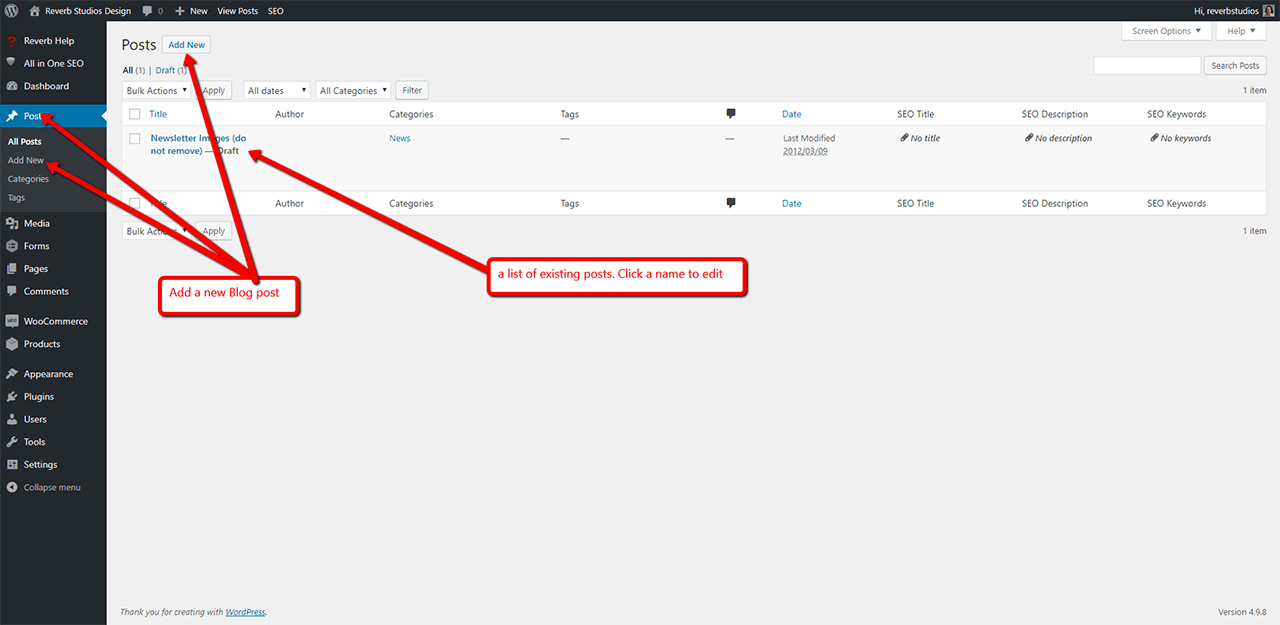 Reverb Studios Design 0 New View Posts SEO Hi, reverbstudios
Screen Options Help
Reverb Help
All in One SEO
Dashboard
Posts
All Posts
Add New
Categories
Tags
Media
Forms
Pages
Comments
WooCommerce
Products
Appearance
Plugins
Users
Tools
Settings
Collapse menu
Posts Add New
All (1) | Draft (1)
Search Posts
Bulk Actions Apply All dates All Categories Filter 1 item
Title Author Categories Tags Date SEO Title SEO Description SEO Keywords
Newsletter Images (do not remove) — Draft
News — — Last Modified 2012/03/09 No title No description No keywords
Title Author Categories Tags Date SEO Title SEO Description SEO Keywords
Bulk Actions Apply 1 item
a list of existing posts. Click a name to edit
Add a new Blog post
Thank you for creating with WordPress. Version 4.9.8